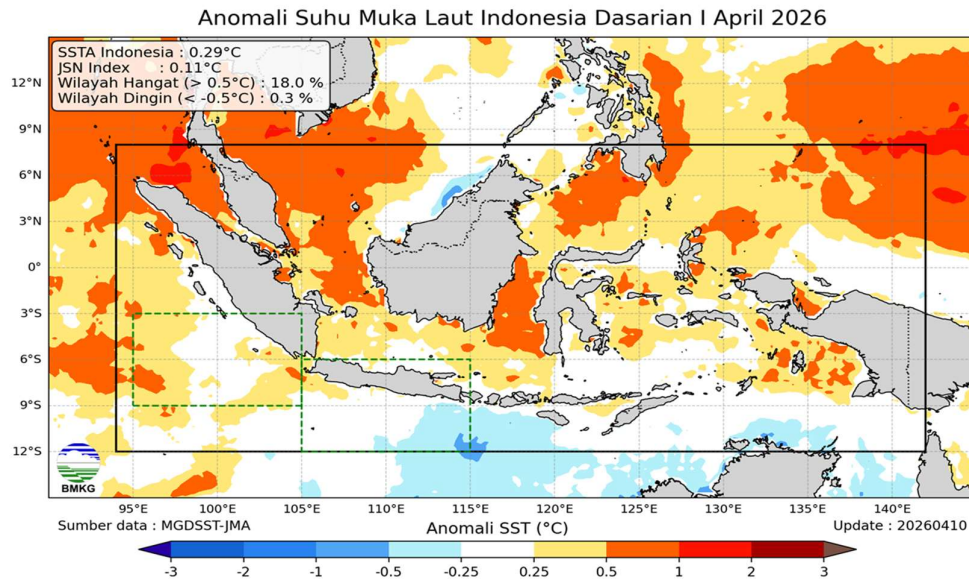 Anomali Suhu Muka Laut Indonesia Dasarian I April 2026
SSTA Indonesia : 0.29°C
JSN Index : 0.11°C
Wilayah Hangat (> 0.5°C) : 18.0 %
Wilayah Dingin (< -0.5°C) : 0.3 %
12°N
9°N
6°N
3°N
0°
3°S
6°S
9°S
12°S
BMKG
95°E 100°E 105°E 110°E 115°E 120°E 125°E 130°E 135°E 140°E
Sumber data : MGDSST-JMA
Anomali SST (°C)
Update : 20260410
-3 -2 -1 -0.5 -0.25 0.25 0.5 1 2 3